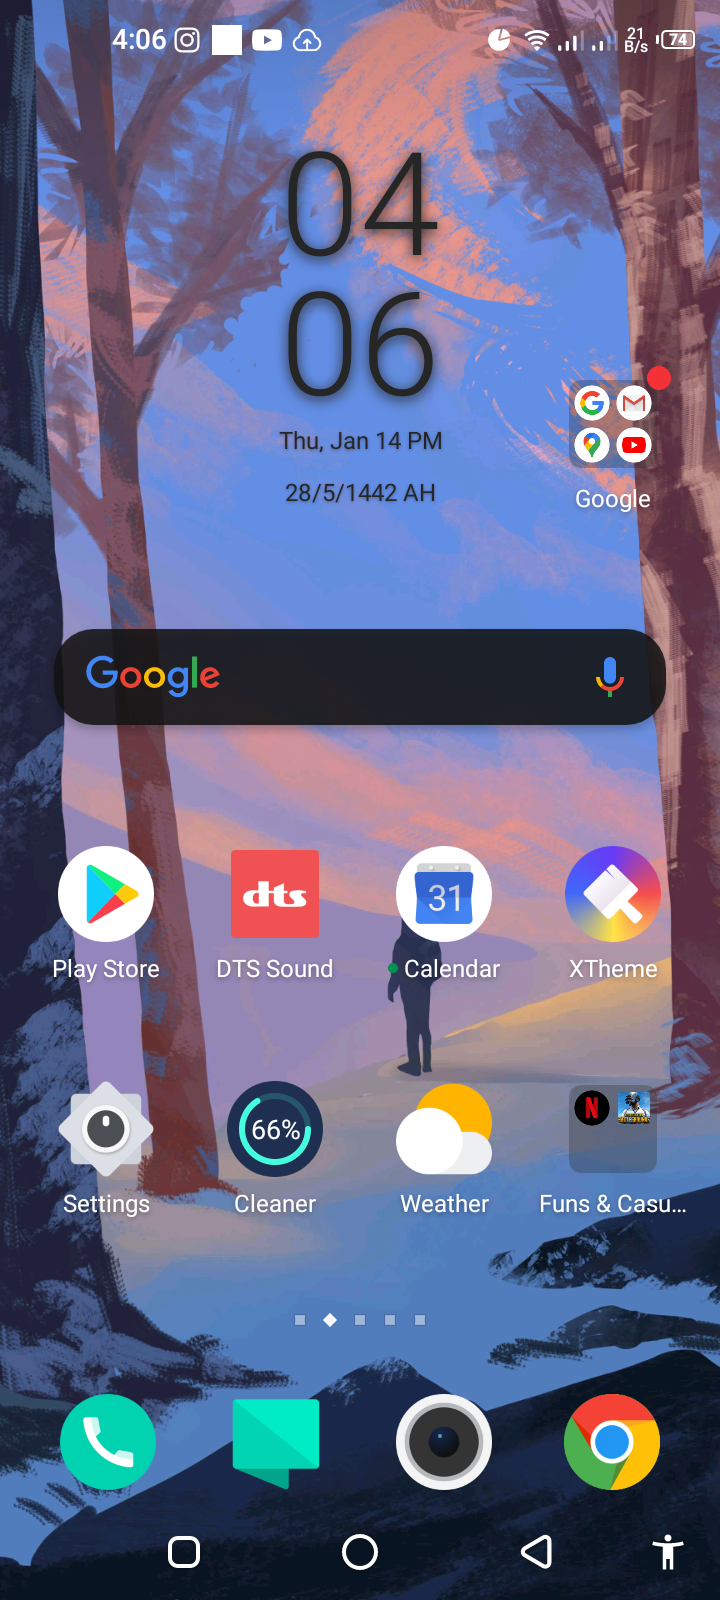 4:06
21
B/s
74
04
06
Thu, Jan 14 PM
28/5/1442 AH
Google
Google
dts
31
Play Store
DTS Sound
Calendar
XTheme
66%
N
Settings
Cleaner
Weather
Funs & Casu...